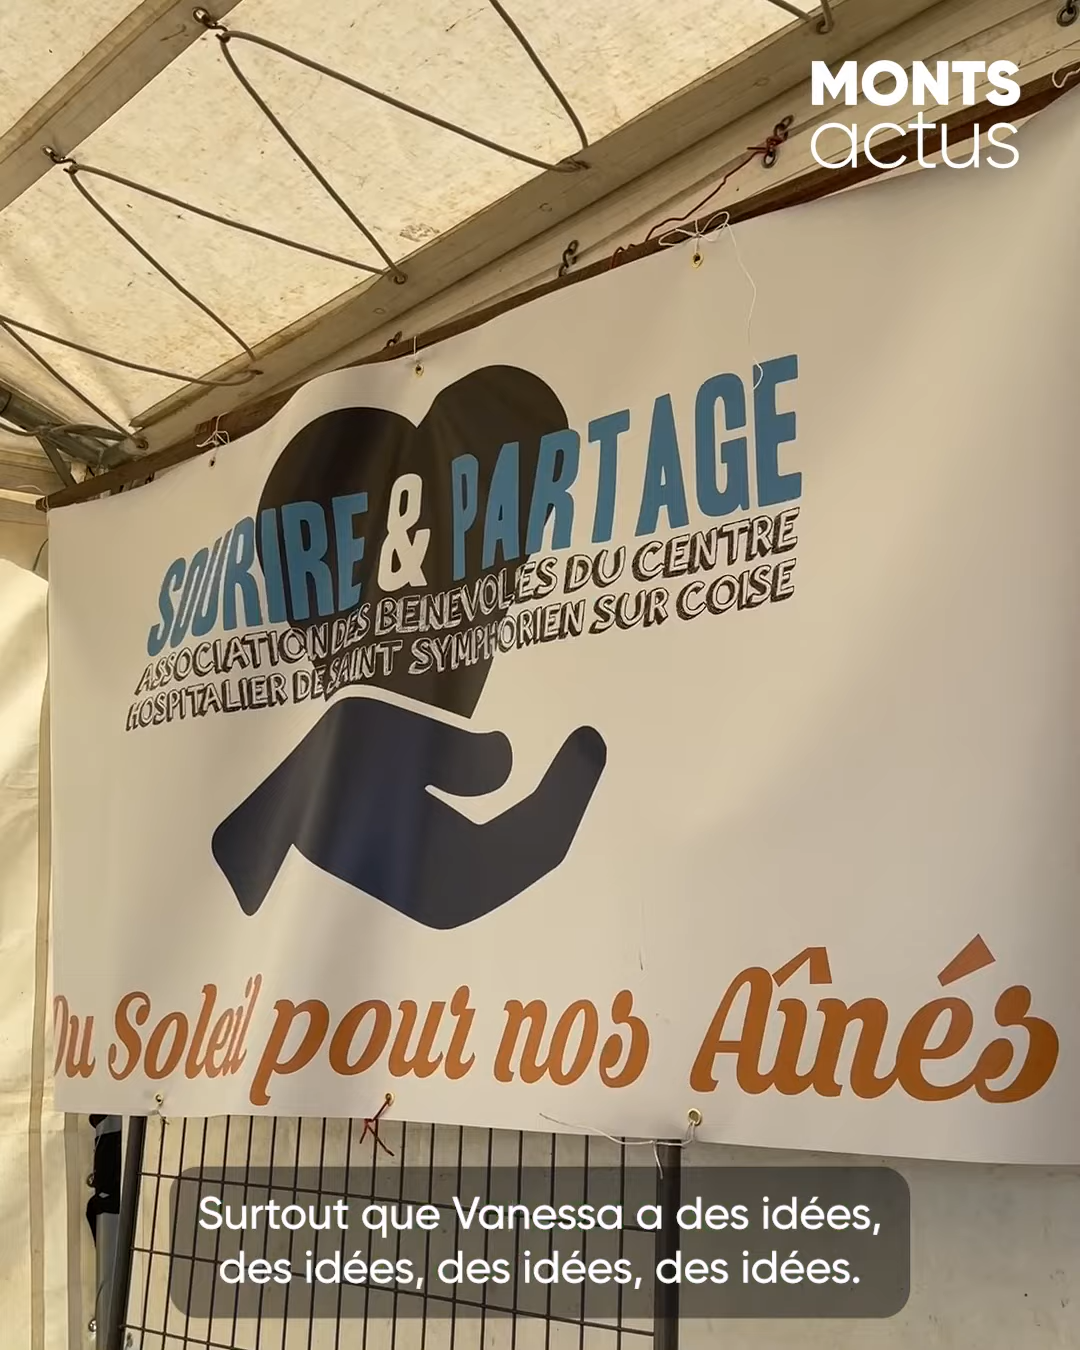 MONTS
actus
SOURIRE & PARTAGE
ASSOCIATION DES BENEVOLES DU CENTRE
HOSPITALIER DE SAINT SYMPHORIEN SUR COISE
Du Soleil pour nos Aînés
Surtout que Vanessa a des idées,
des idées, des idées, des idées.